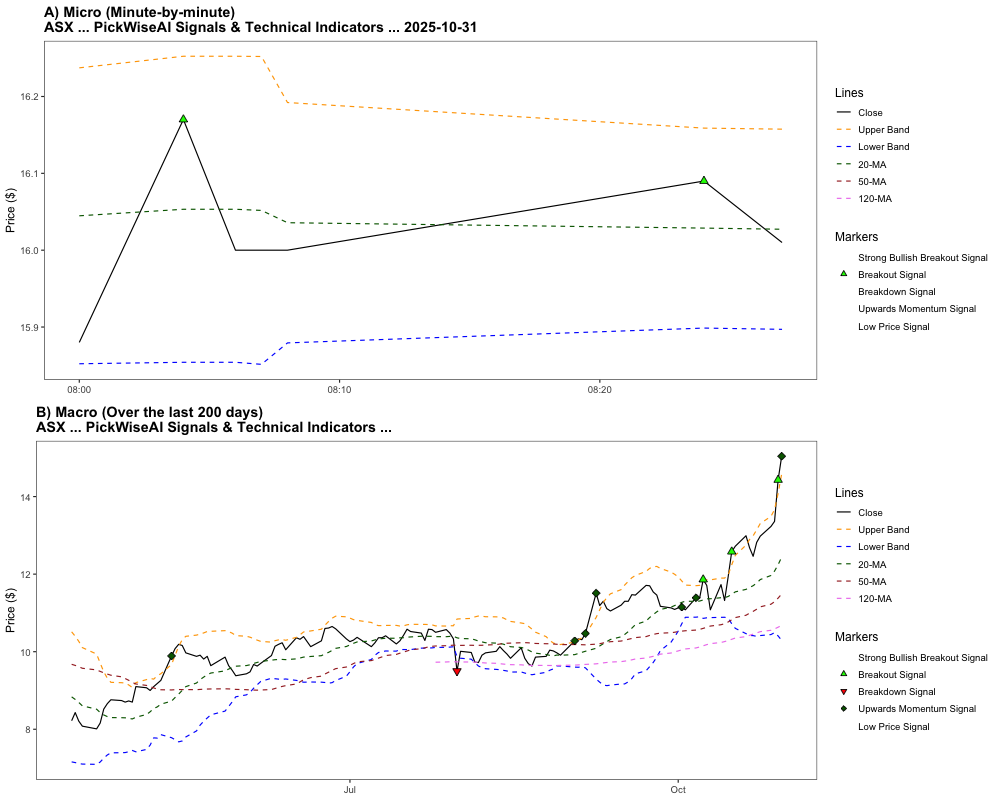 A) Micro (Minute-by-minute)
ASX ... PickWiseAI Signals & Technical Indicators ... 2025-10-31
Price ($)
16.2
16.1
16.0
15.9
08:00
08:10
08:20
Lines
Close
Upper Band
Lower Band
20-MA
50-MA
120-MA
Markers
Strong Bullish Breakout Signal
Breakout Signal
Breakdown Signal
Upwards Momentum Signal
Low Price Signal
B) Macro (Over the last 200 days)
ASX ... PickWiseAI Signals & Technical Indicators ...
Price ($)
14
12
10
8
Jul
Oct
Lines
Close
Upper Band
Lower Band
20-MA
50-MA
120-MA
Markers
Strong Bullish Breakout Signal
Breakout Signal
Breakdown Signal
Upwards Momentum Signal
Low Price Signal